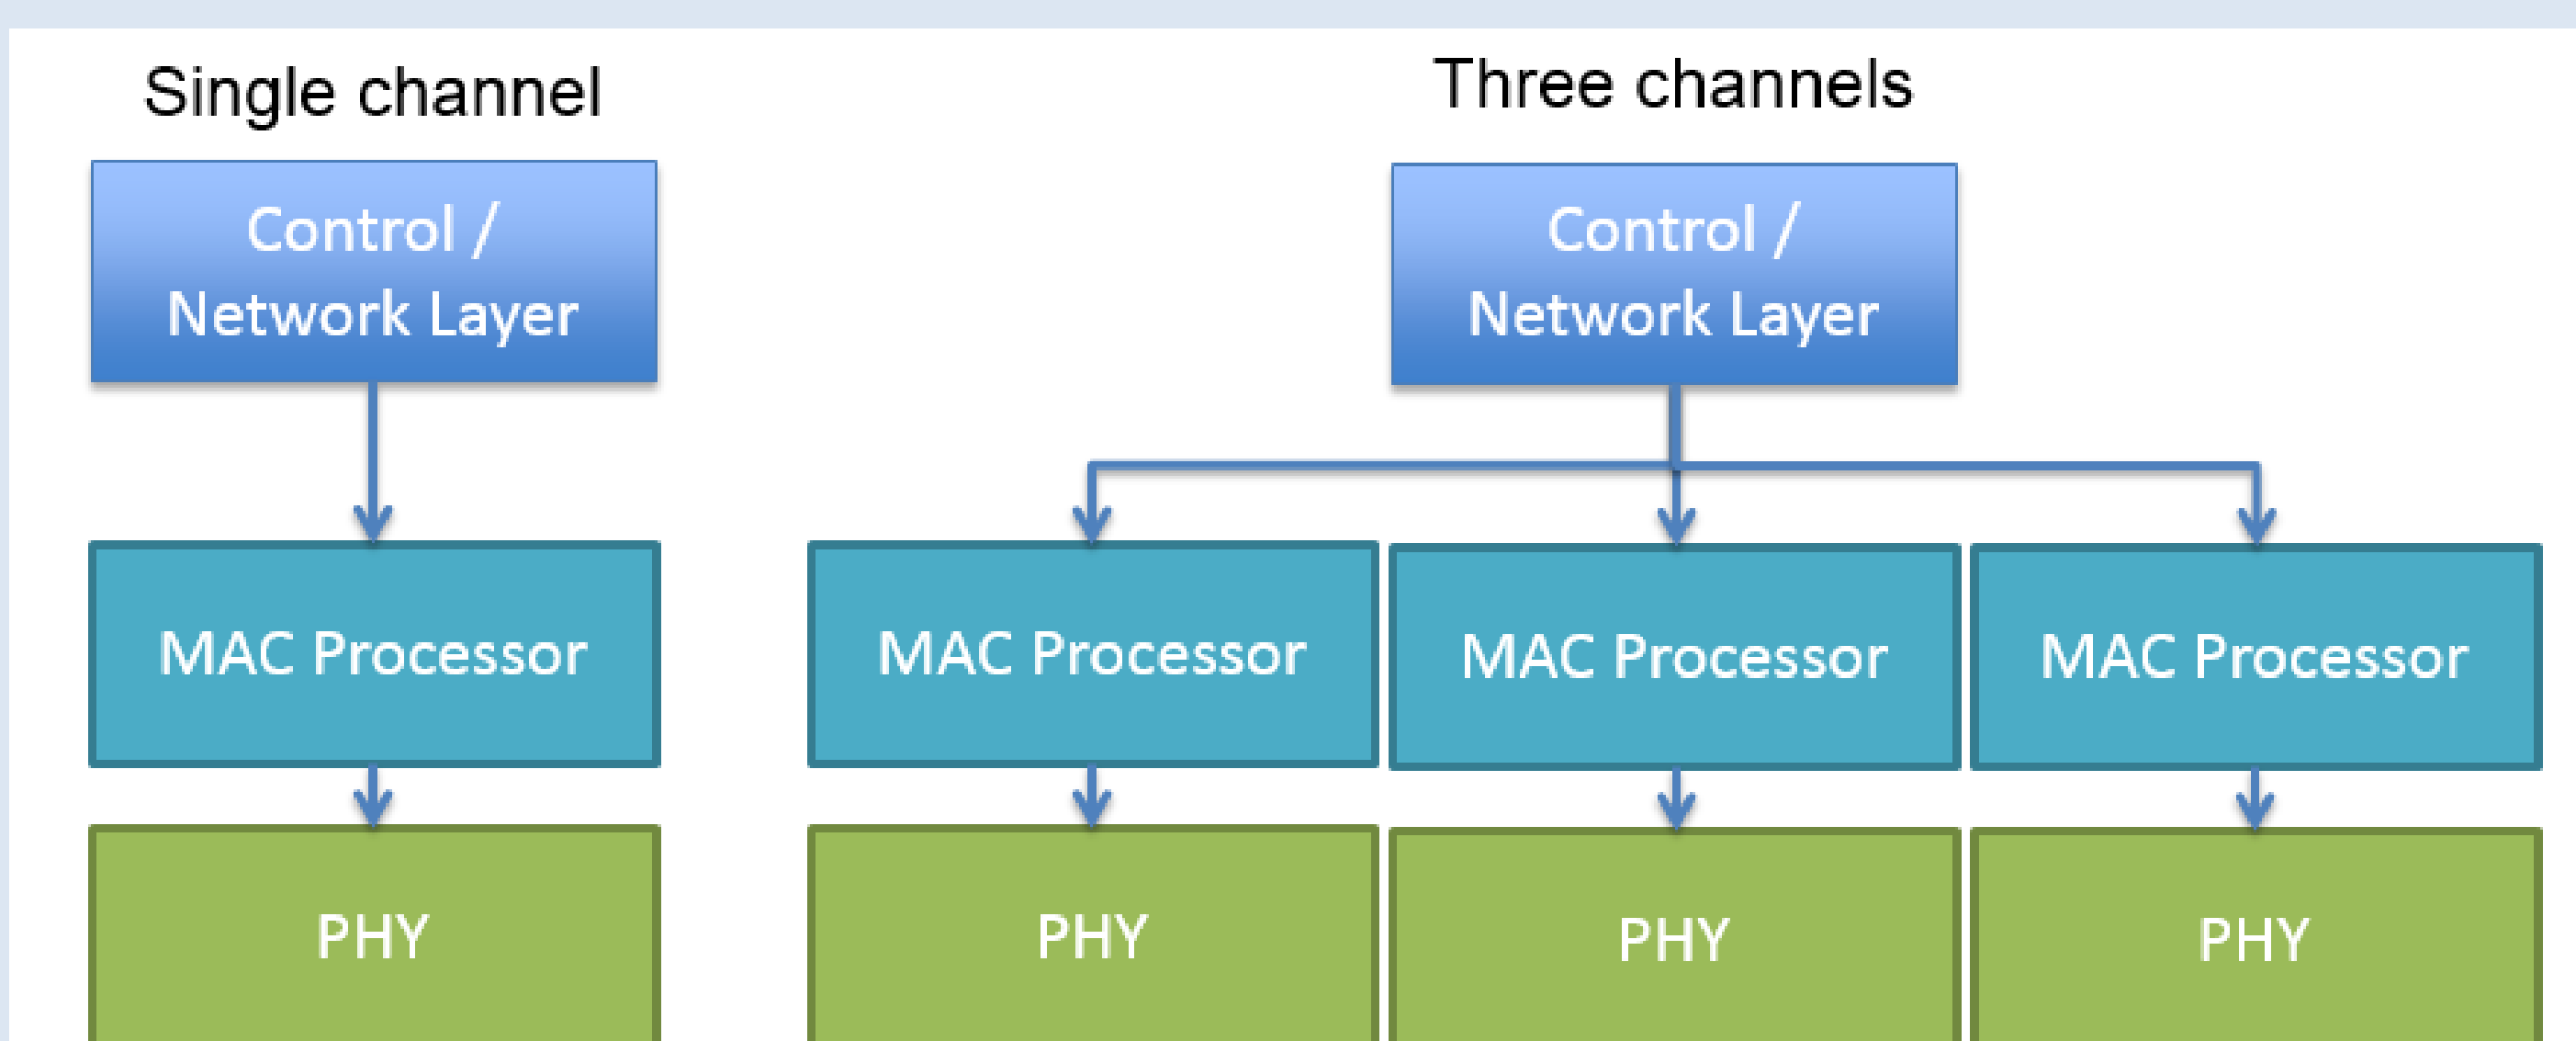 Single channel
Three channels
Control /
Network Layer
Control /
Network Layer
MAC Processor
MAC Processor
MAC Processor
MAC Processor
PHY
PHY
PHY
PHY